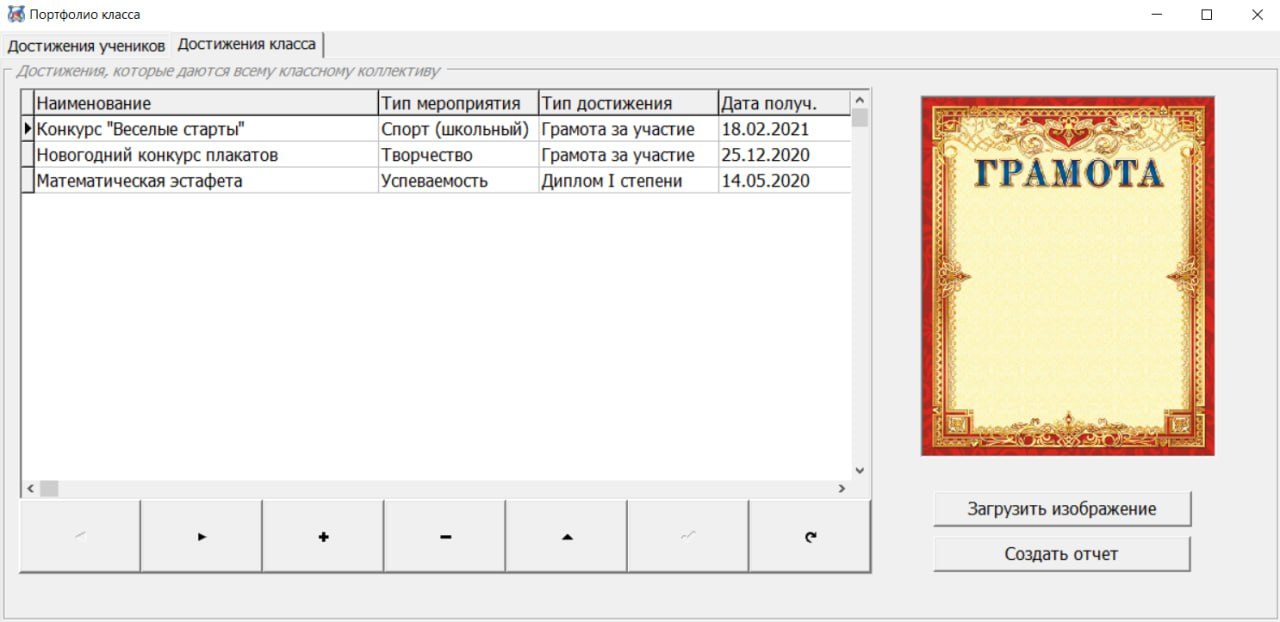 Портфолио класса
Достижения учеников Достижения класса
Достижения, которые даются всему классному коллективу
Наименование Тип мероприятия Тип достижения Дата получ.
Конкурс "Веселые старты" Спорт (школьный) Грамота за участие 18.02.2021
Новогодний конкурс плакатов Творчество Грамота за участие 25.12.2020
Математическая эстафета Успеваемость Диплом I степени 14.05.2020
ГРАМОТА
Загрузить изображение
Создать отчет